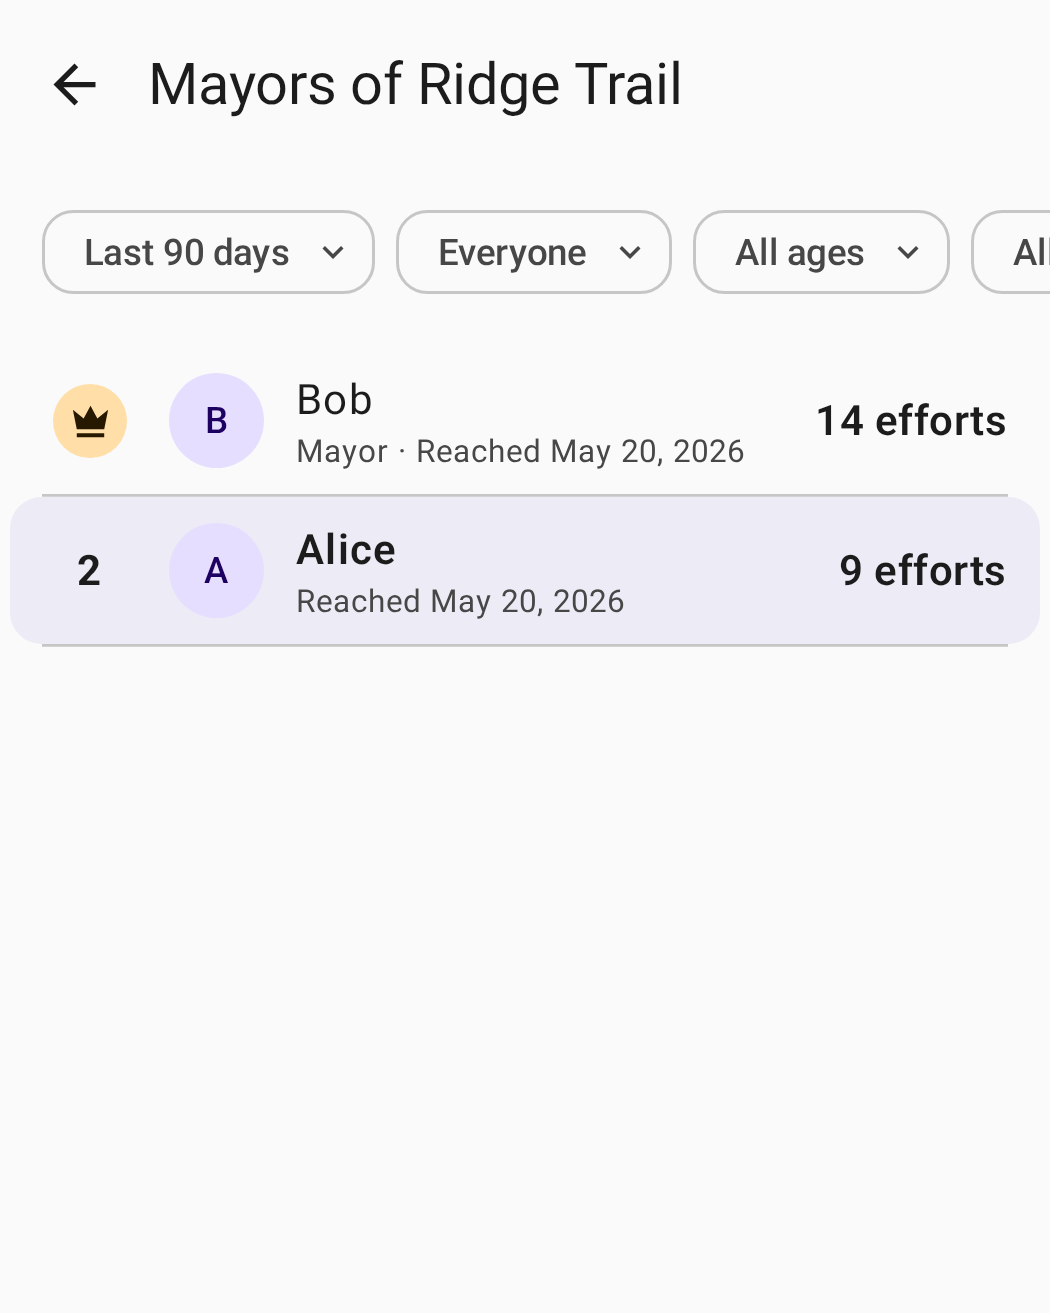 Mayors of Ridge Trail
Last 90 days
Everyone
All ages
All
B
Bob
Mayor · Reached May 20, 2026
14 efforts
2
A
Alice
Reached May 20, 2026
9 efforts